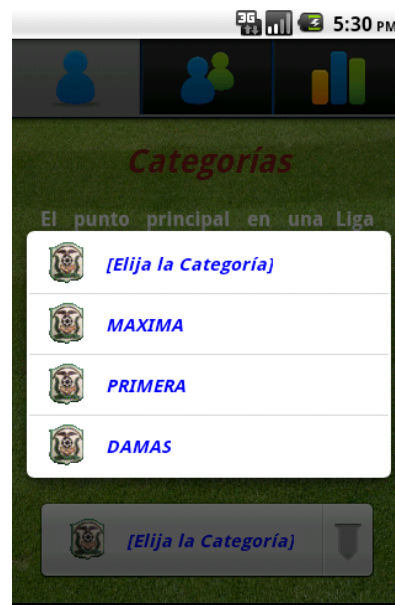 3G 5:30 PM
Categorías
El punto principal en una Liga
[Elija la Categoría]
MAXIMA
PRIMERA
DAMAS
[Elija la Categoría]